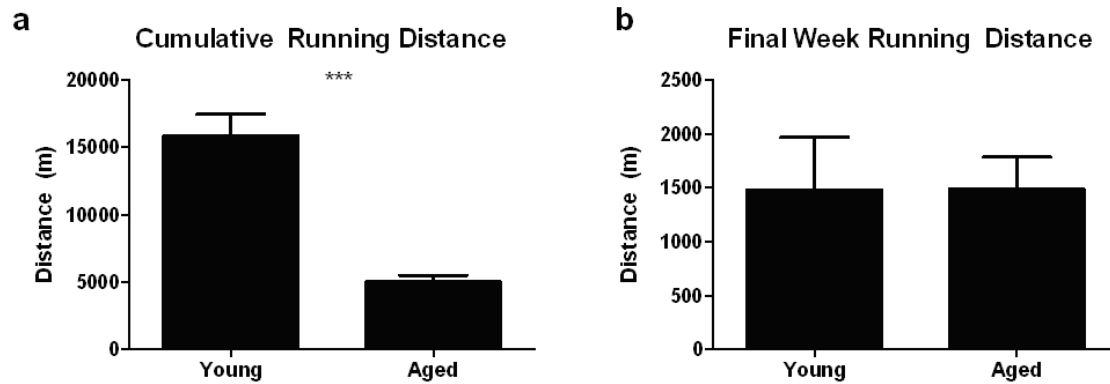 a
Cumulative Running Distance
***
Distance (m)
20000
15000
10000
5000
0
Young Aged
b
Final Week Running Distance
Distance (m)
2500
2000
1500
1000
500
0
Young Aged